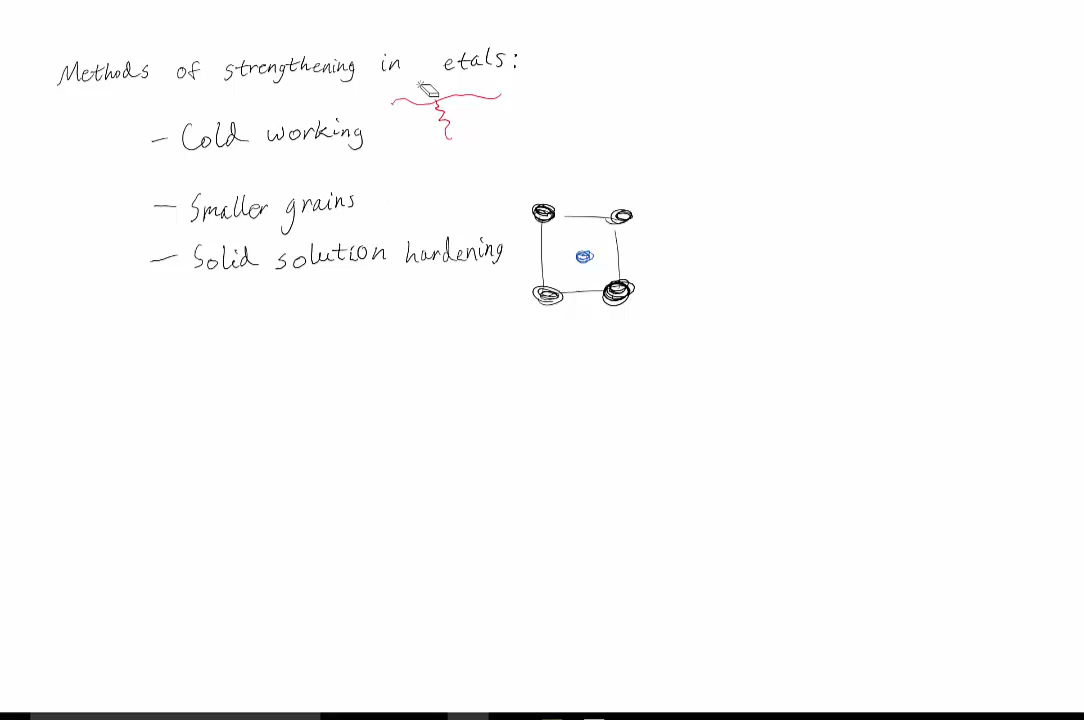 Methods of strengthening in etals:
- Cold working
- Smaller grains
- Solid solution hardening